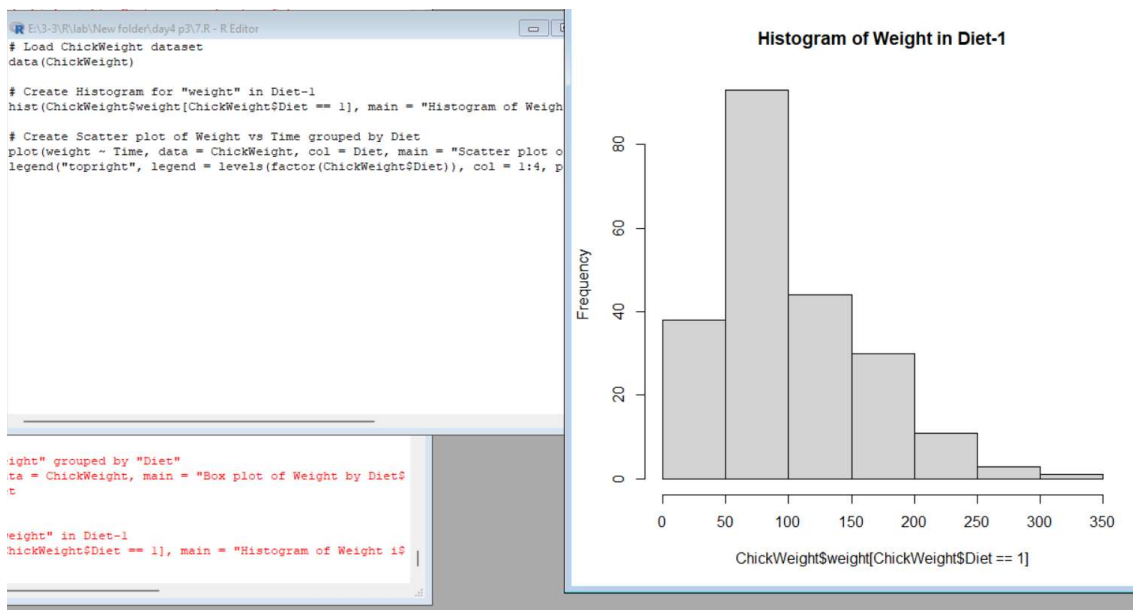 E:\3-3\R\lab\New folder\day4 p3\7.R - R Editor
# Load ChickWeight dataset
data(ChickWeight)
# Create Histogram for "weight" in Diet-1
hist(ChickWeight$weight[ChickWeight$Diet == 1], main = "Histogram of Weigh
# Create Scatter plot of Weight vs Time grouped by Diet
plot(weight ~ Time, data = ChickWeight, col = Diet, main = "Scatter plot o
legend("topright", legend = levels(factor(ChickWeight$Diet)), col = 1:4, p
ight" grouped by "Diet"
ta = ChickWeight, main = "Box plot of Weight by Diet$
t
eight" in Diet-1
hickWeight$Diet == 1], main = "Histogram of Weight i$
Histogram of Weight in Diet-1
Frequency
80
60
40
20
0
0 50 100 150 200 250 300 350
ChickWeight$weight[ChickWeight$Diet == 1]